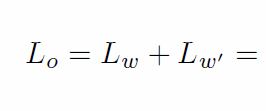 L_o = L_w + L_{w'} =